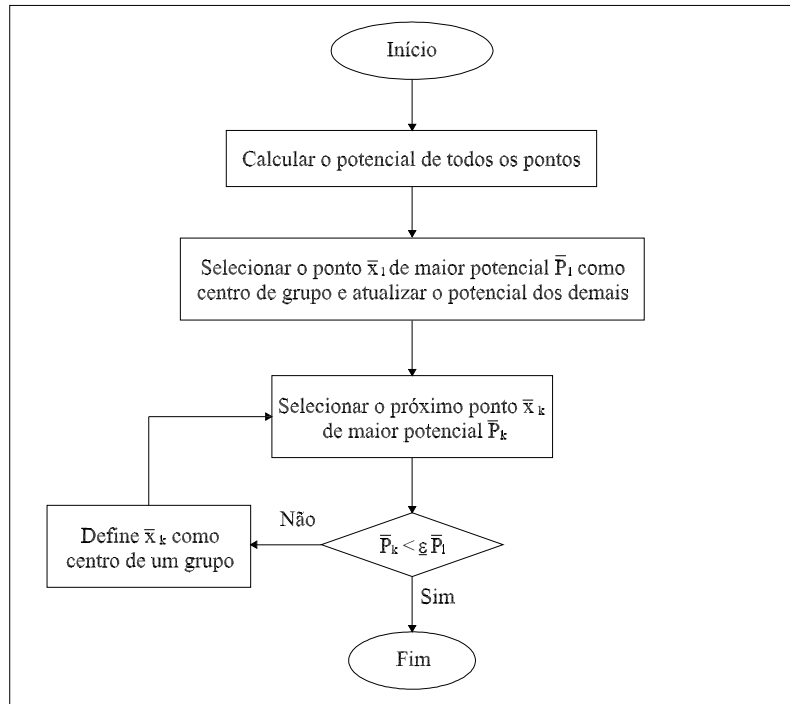 Início
Calcular o potencial de todos os pontos
Selecionar o ponto x̅₁ de maior potencial P̅₁ como
centro de grupo e atualizar o potencial dos demais
Selecionar o próximo ponto x̅ₖ
de maior potencial P̅ₖ
Não
Define x̅ₖ como
centro de um grupo
P̅ₖ < ε̲ P̅₁
Sim
Fim